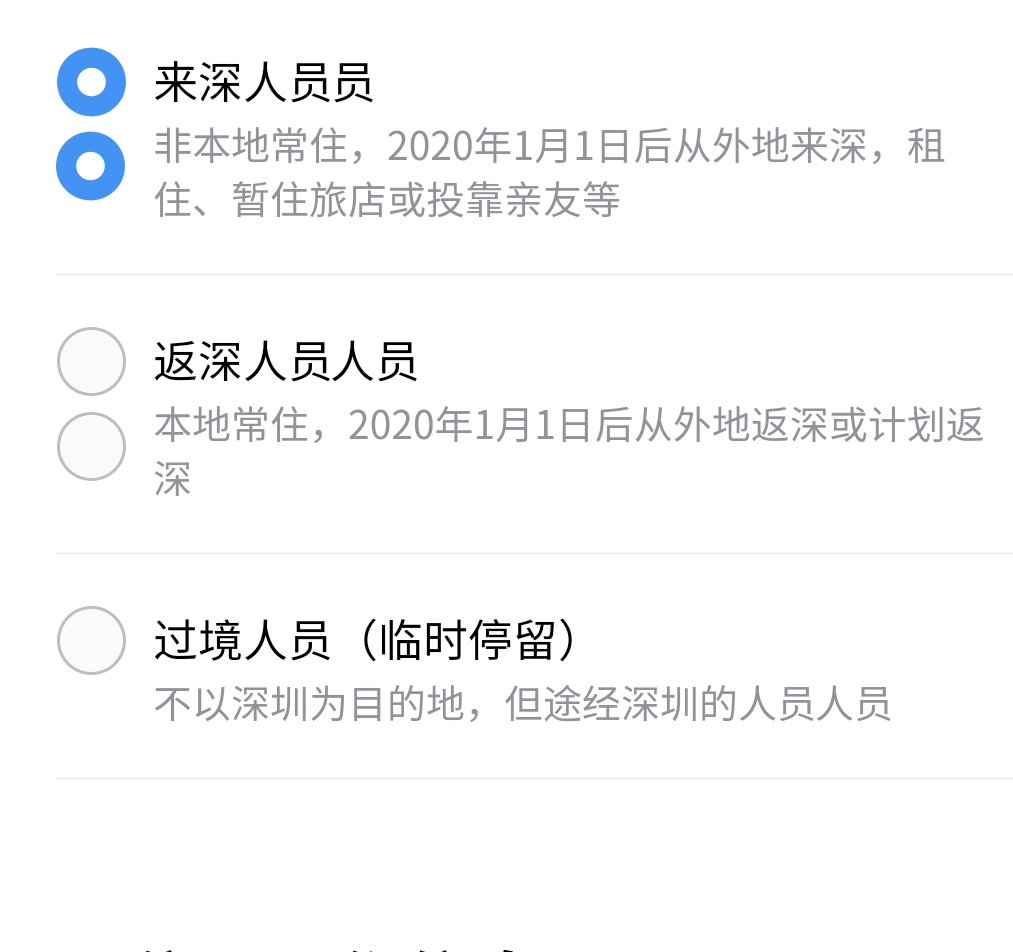 来深人员员
非本地常住，2020年1月1日后从外地来深，租
住、暂住旅店或投靠亲友等
返深人员人员
本地常住，2020年1月1日后从外地返深或计划返
深
过境人员（临时停留）
不以深圳为目的地，但途经深圳的人员人员